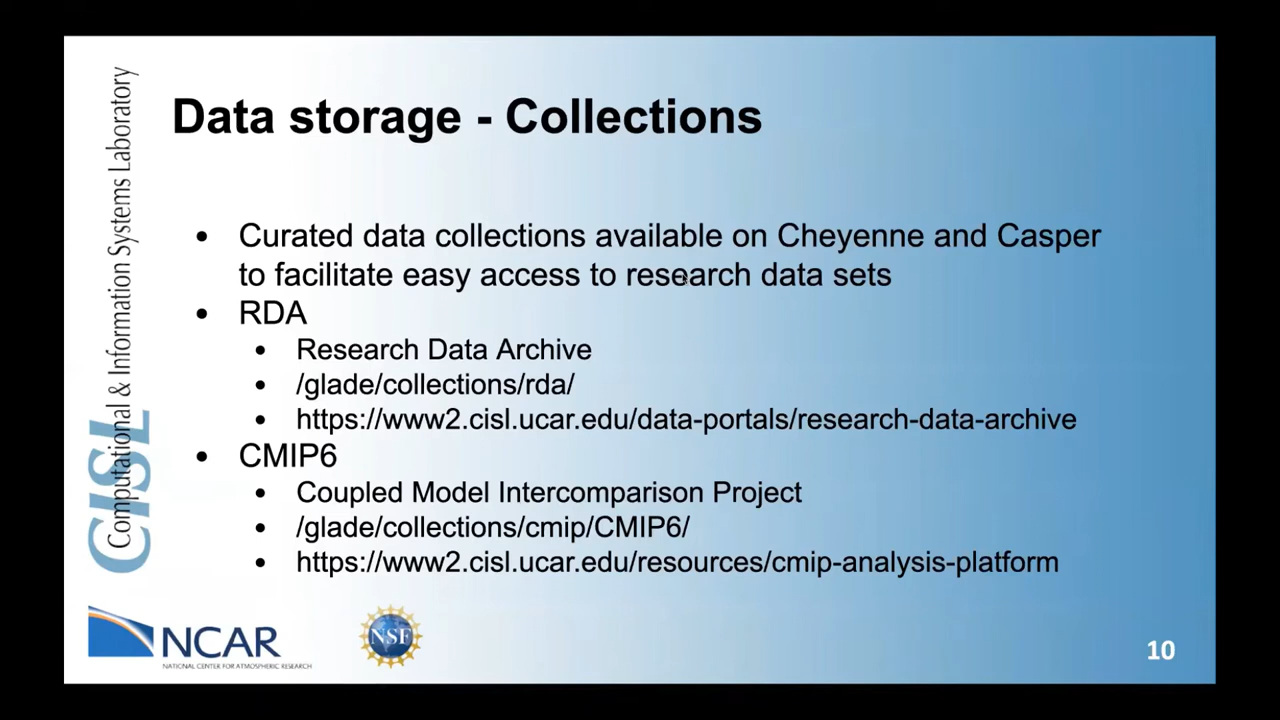 Data storage - Collections
• Curated data collections available on Cheyenne and Casper
to facilitate easy access to research data sets
• RDA
• Research Data Archive
• /glade/collections/rda/
• https://www2.cisl.ucar.edu/data-portals/research-data-archive
• CMIP6
• Coupled Model Intercomparison Project
• /glade/collections/cmip/CMIP6/
• https://www2.cisl.ucar.edu/resources/cmip-analysis-platform
Computational & Information Systems Laboratory
CISL
NCAR
NATIONAL CENTER FOR ATMOSPHERIC RESEARCH
NSF
10